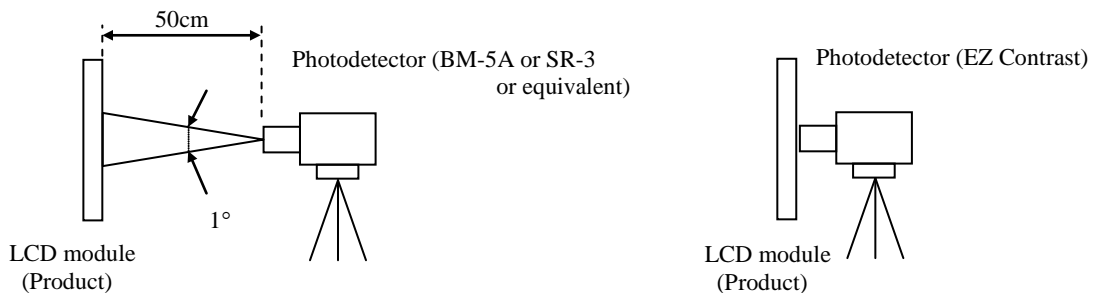 50cm
Photodetector (BM-5A or SR-3
or equivalent)
1°
LCD module
(Product)
Photodetector (EZ Contrast)
LCD module
(Product)